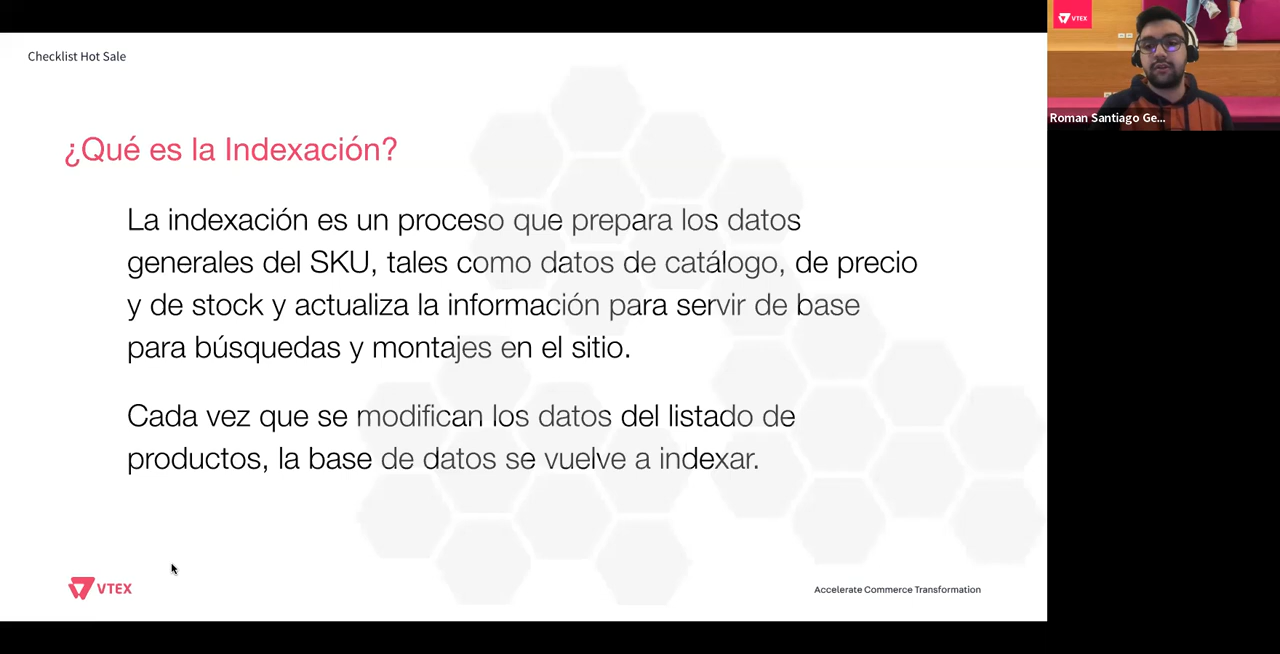 Checklist Hot Sale
¿Qué es la Indexación?
La indexación es un proceso que prepara los datos
generales del SKU, tales como datos de catálogo, de precio
y de stock y actualiza la información para servir de base
para búsquedas y montajes en el sitio.
Cada vez que se modifican los datos del listado de
productos, la base de datos se vuelve a indexar.
VTEX
Accelerate Commerce Transformation
VTEX
Roman Santiago Ge...